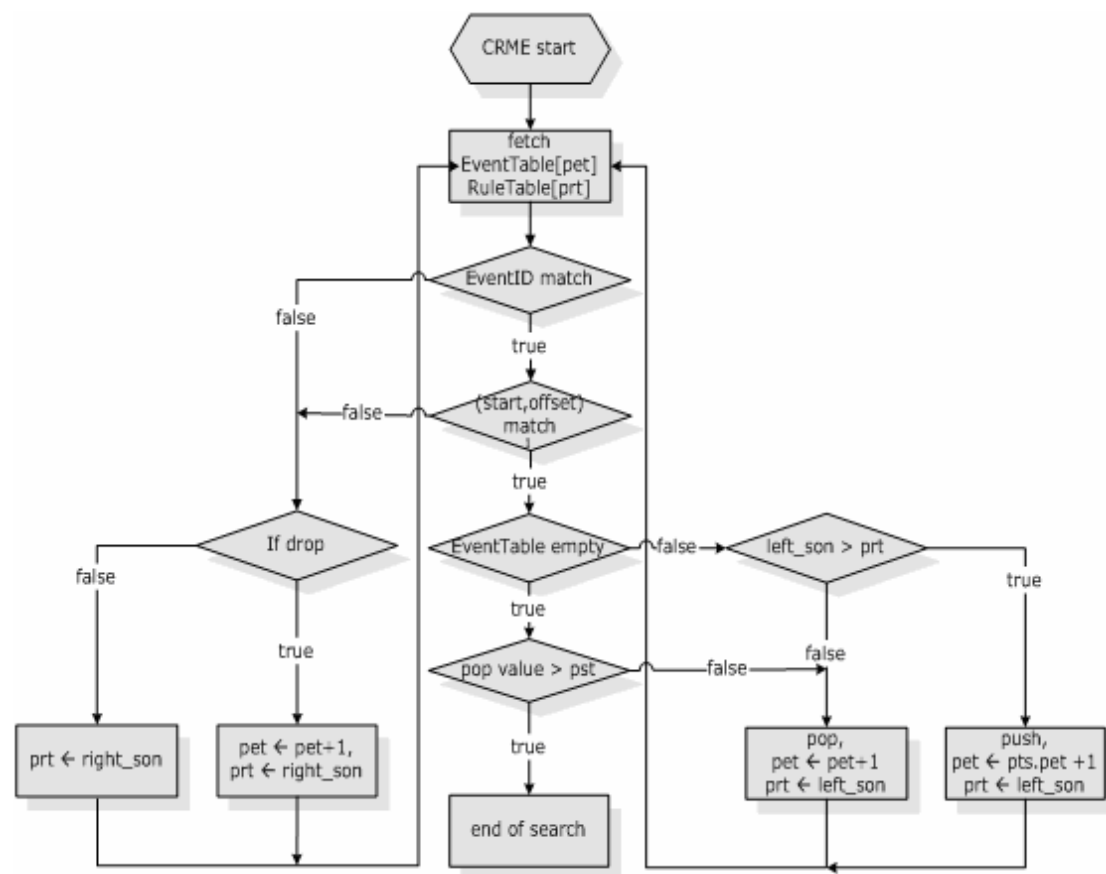 CRME start
fetch
EventTable[pet]
RuleTable[prt]
EventID match
false
true
(start,offset)
match
false
true
If drop
EventTable empty
false
left_son > prt
false
true
true
true
false
pop value > pst
false
true
prt ← right_son
pet ← pet+1,
prt ← right_son
end of search
pop,
pet ← pet+1
prt ← left_son
push,
pet ← pts.pet +1
prt ← left_son